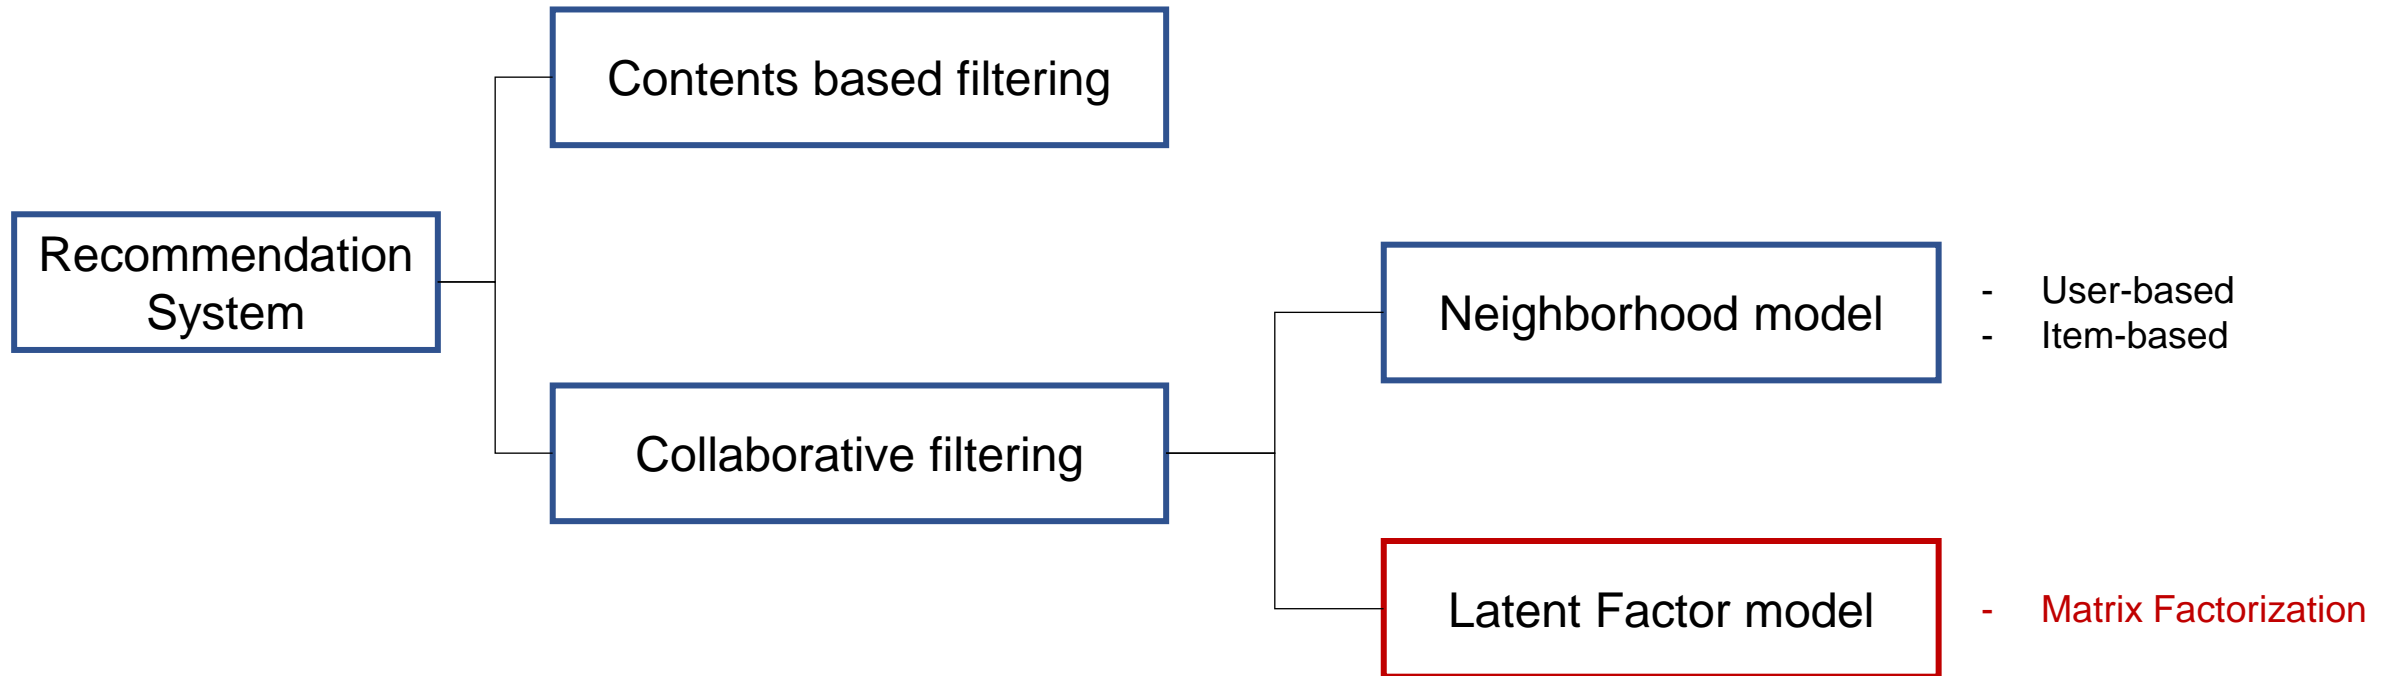 Contents based filtering
Recommendation
System
Collaborative filtering
Neighborhood model
- User-based
- Item-based
Latent Factor model
- Matrix Factorization